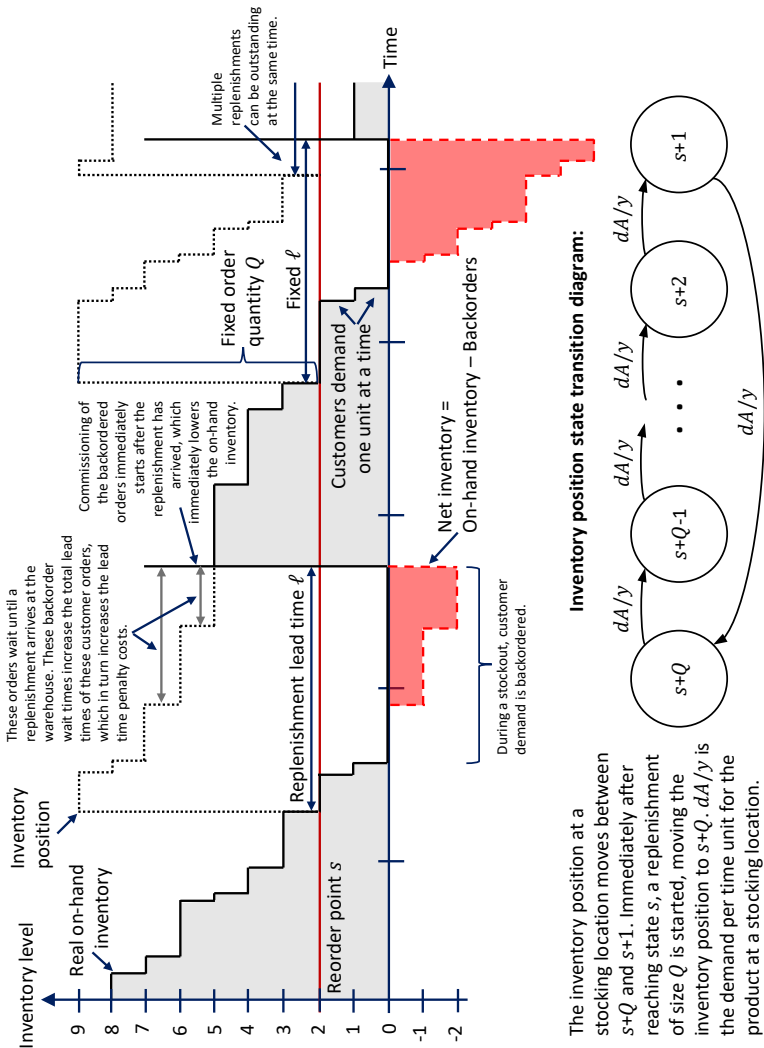 Inventory level
9
8
7
6
5
4
3
2
1
0
-1
-2
Real on-hand
inventory
Inventory
position
Reorder point s
These orders wait until a
replenishment arrives at the
warehouse. These backorder
wait times increase the total lead
times of these customer orders,
which in turn increases the lead
time penalty costs.
Replenishment lead time ℓ
During a stockout, customer
demand is backordered.
Commissioning of
the backordered
orders immediately
starts after the
replenishment has
arrived, which
immediately lowers
the on-hand
inventory.
Net inventory =
On-hand inventory – Backorders
Fixed order
quantity Q
Fixed ℓ
Customers demand
one unit at a time
Multiple
replenishments
can be outstanding
at the same time.
Time
The inventory position at a
stocking location moves between
s+Q and s+1. Immediately after
reaching state s, a replenishment
of size Q is started, moving the
inventory position to s+Q. dA/y is
the demand per time unit for the
product at a stocking location.
Inventory position state transition diagram:
dA/y
dA/y
dA/y
dA/y
s+Q
s+Q-1
. . . .
s+2
s+1
dA/y